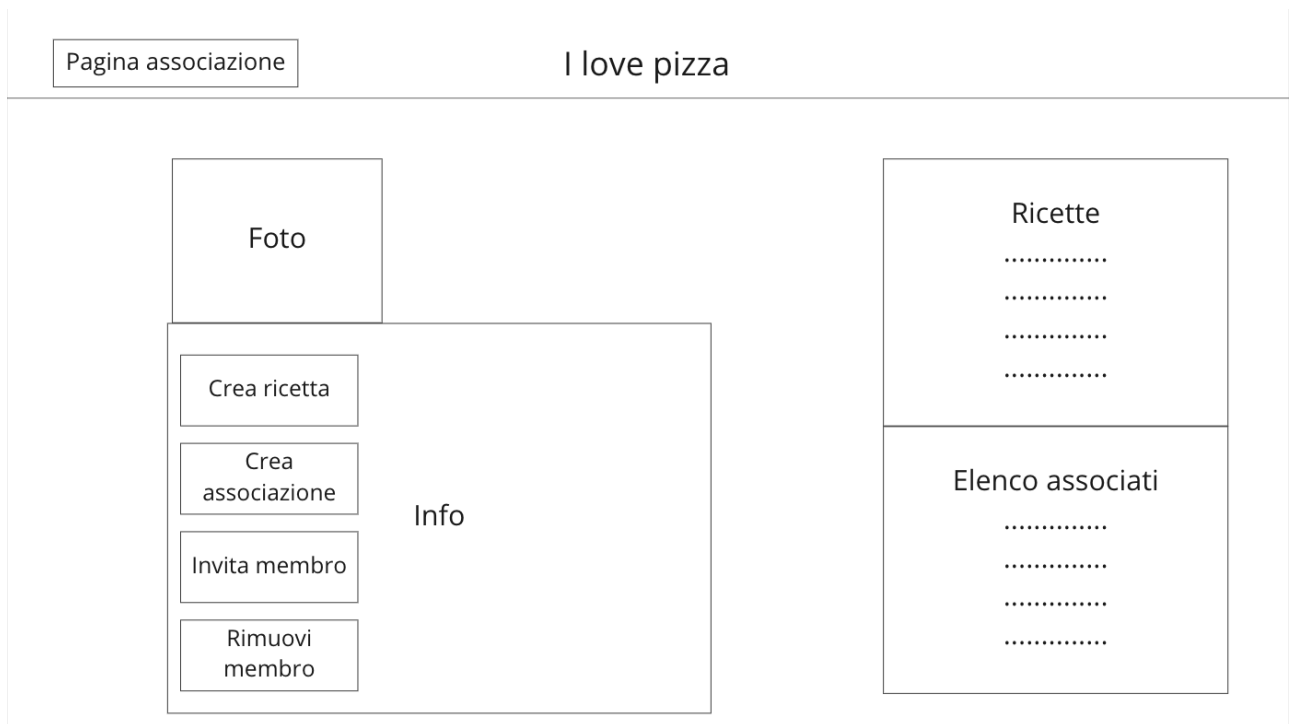 Pagina associazione
I love pizza
Foto
Crea ricetta
Crea
associazione
Invita membro
Rimuovi
membro
Info
Ricette
..............
..............
..............
..............
Elenco associati
..............
..............
..............
..............